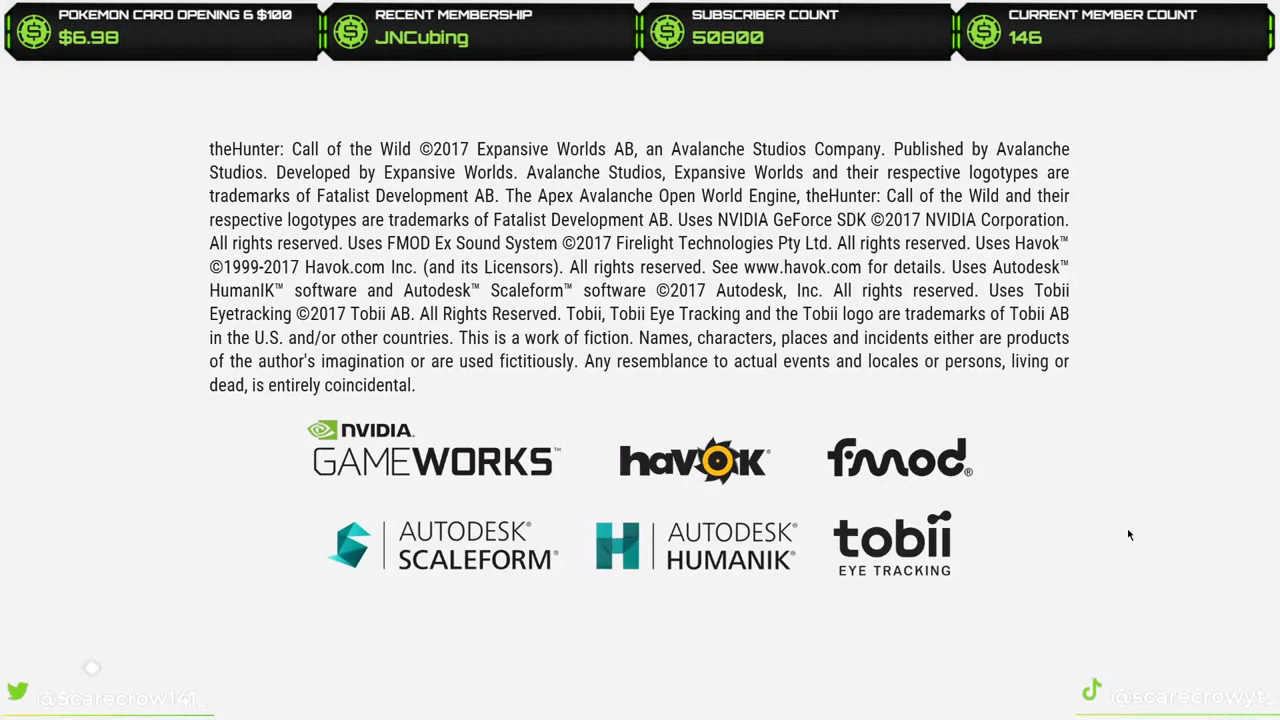 POKEMON CARD OPENING 6 $100
$6.98
RECENT MEMBERSHIP
JNCubing
SUBSCRIBER COUNT
50800
CURRENT MEMBER COUNT
146
theHunter: Call of the Wild ©2017 Expansive Worlds AB, an Avalanche Studios Company. Published by Avalanche
Studios. Developed by Expansive Worlds. Avalanche Studios, Expansive Worlds and their respective logotypes are
trademarks of Fatalist Development AB. The Apex Avalanche Open World Engine, theHunter: Call of the Wild and their
respective logotypes are trademarks of Fatalist Development AB. Uses NVIDIA GeForce SDK ©2017 NVIDIA Corporation.
All rights reserved. Uses FMOD Ex Sound System ©2017 Firelight Technologies Pty Ltd. All rights reserved. Uses Havok™
©1999-2017 Havok.com Inc. (and its Licensors). All rights reserved. See www.havok.com for details. Uses Autodesk™
HumanIK™ software and Autodesk™ Scaleform™ software ©2017 Autodesk, Inc. All rights reserved. Uses Tobii
Eyetracking ©2017 Tobii AB. All Rights Reserved. Tobii, Tobii Eye Tracking and the Tobii logo are trademarks of Tobii AB
in the U.S. and/or other countries. This is a work of fiction. Names, characters, places and incidents either are products
of the author's imagination or are used fictitiously. Any resemblance to actual events and locales or persons, living or
dead, is entirely coincidental.
NVIDIA.
GAMEWORKS™
havok®
fmod®
AUTODESK®
SCALEFORM®
AUTODESK®
HUMANIK®
tobii
EYE TRACKING
@Scarecrow141_
@scarecrowyt_